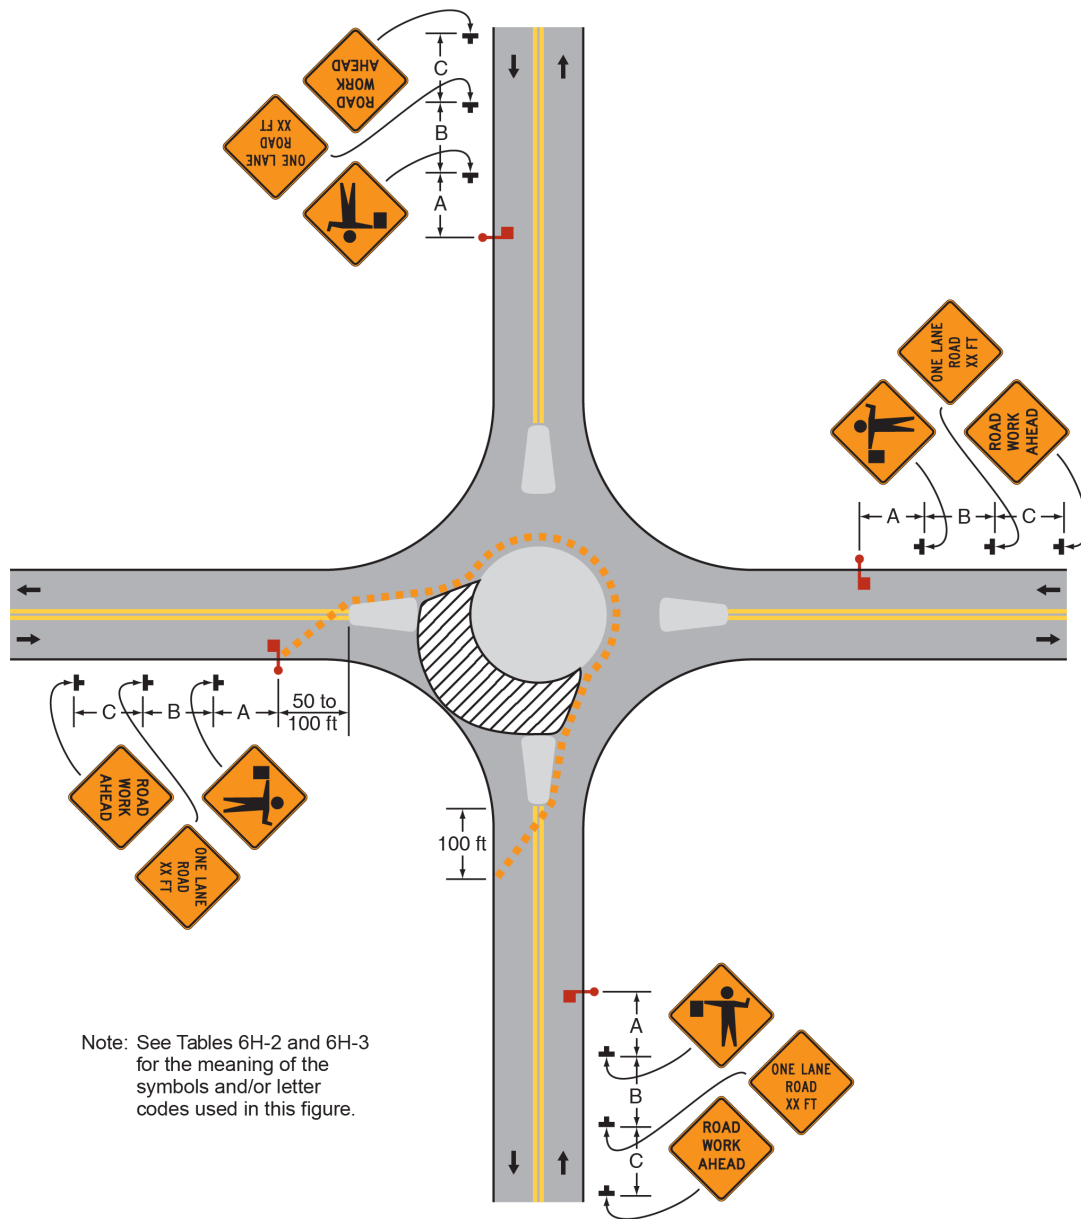 ROAD
WORK
AHEAD
C
ONE LANE
ROAD
XX FT
B
A
ONE LANE
ROAD
XX FT
ROAD
WORK
AHEAD
A
B
C
C
B
A
50 to
100 ft
ROAD
WORK
AHEAD
ONE LANE
ROAD
XX FT
100 ft
A
B
C
ONE LANE
ROAD
XX FT
ROAD
WORK
AHEAD
Note: See Tables 6H-2 and 6H-3
for the meaning of the
symbols and/or letter
codes used in this figure.